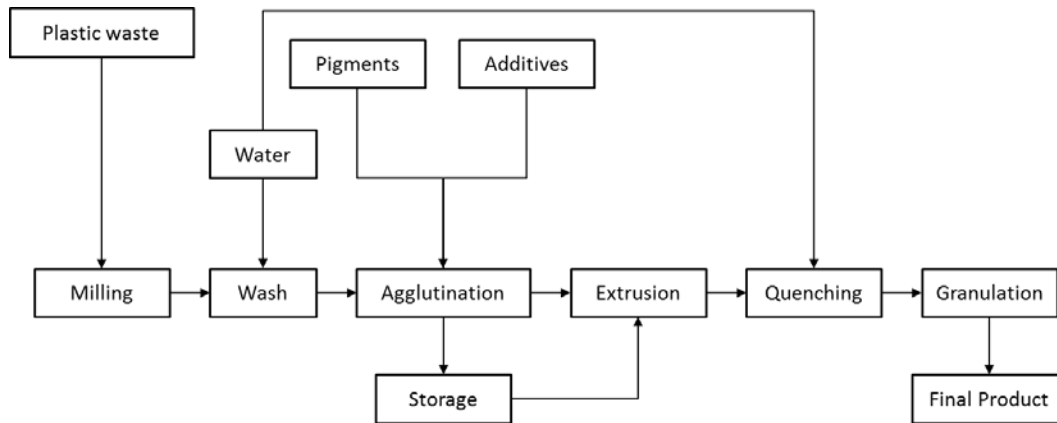 Plastic waste
Pigments
Additives
Water
Milling
Wash
Agglutination
Extrusion
Quenching
Granulation
Storage
Final Product